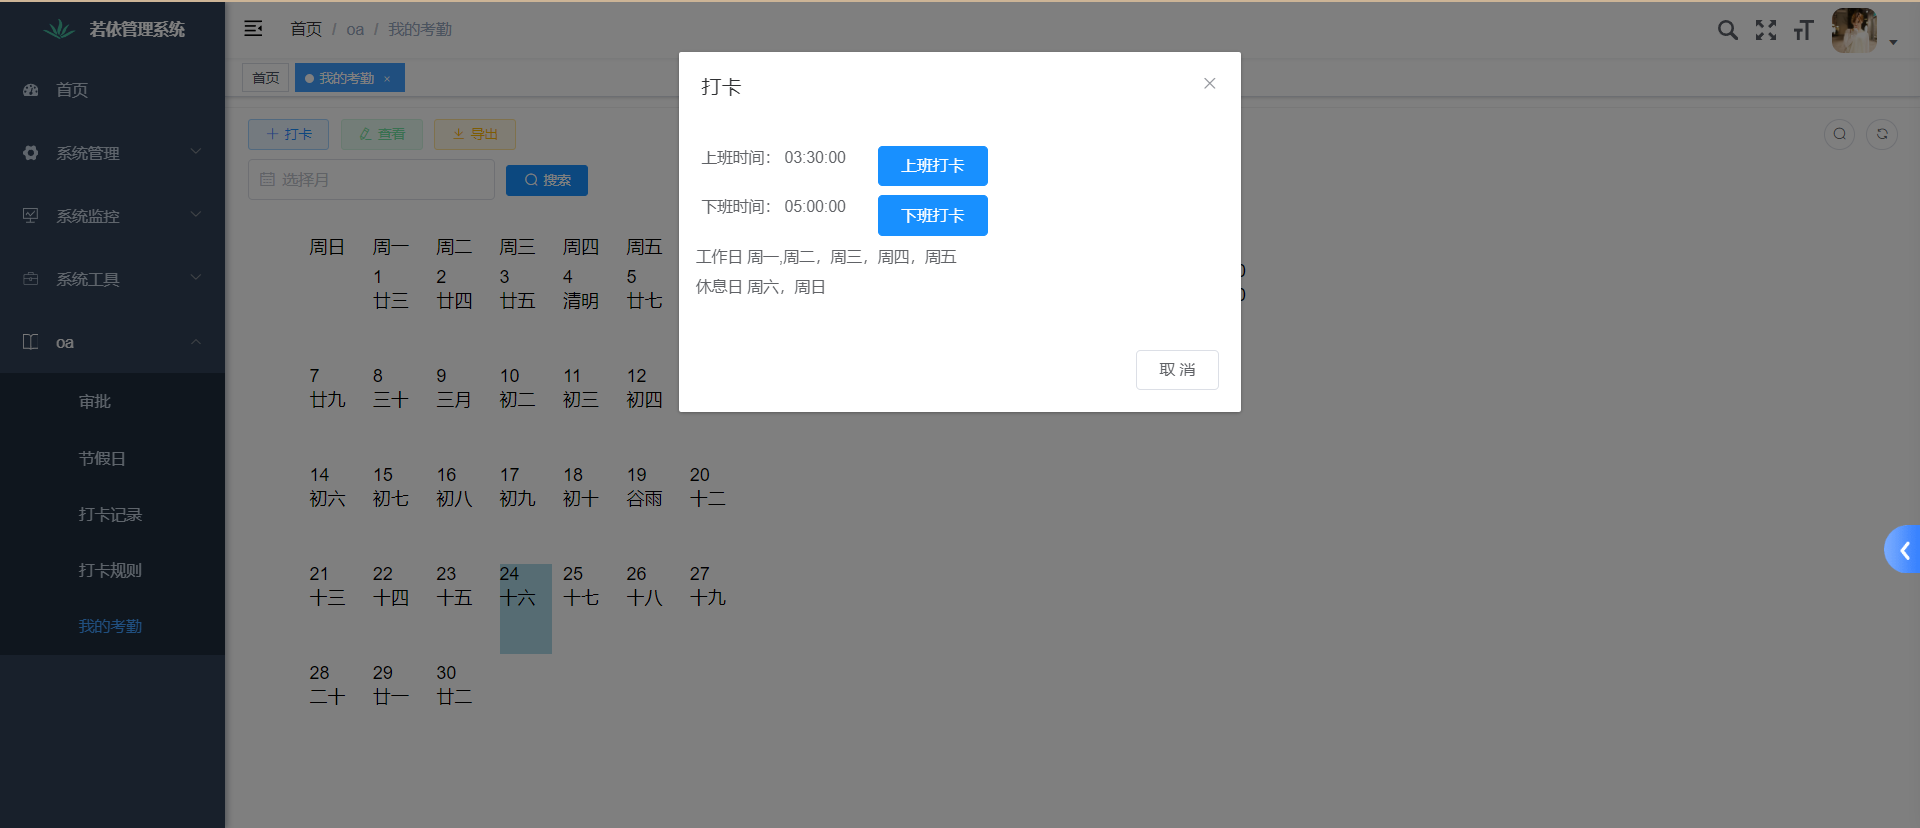 若依管理系统
首页
系统管理
系统监控
系统工具
oa
审批
节假日
打卡记录
打卡规则
我的考勤
首页 / oa / 我的考勤
首页
我的考勤 ×
打卡
查看
导出
选择月
搜索
周日 周一 周二 周三 周四 周五
1 2 3 4 5
廿三 廿四 廿五 清明 廿七
7 8 9 10 11 12
廿九 三十 三月 初二 初三 初四
14 15 16 17 18 19 20
初六 初七 初八 初九 初十 谷雨 十二
21 22 23 24 25 26 27
十三 十四 十五 十六 十七 十八 十九
28 29 30
二十 廿一 廿二
打卡
上班时间： 03:30:00 上班打卡
下班时间： 05:00:00 下班打卡
工作日 周一,周二，周三，周四，周五
休息日 周六，周日
取 消